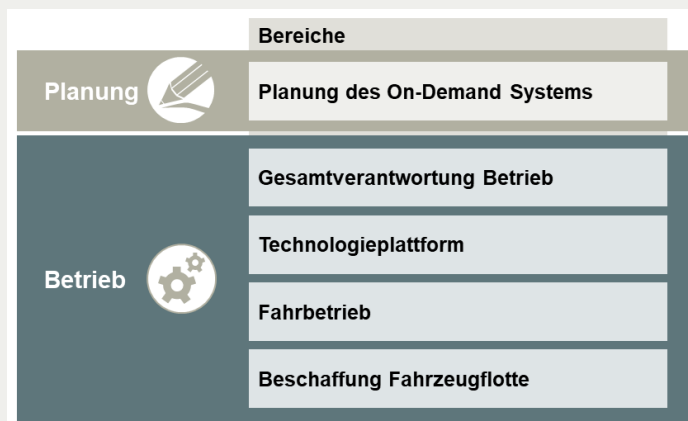 Bereiche
Planung
Planung des On-Demand Systems
Gesamtverantwortung Betrieb
Technologieplattform
Betrieb
Fahrbetrieb
Beschaffung Fahrzeugflotte